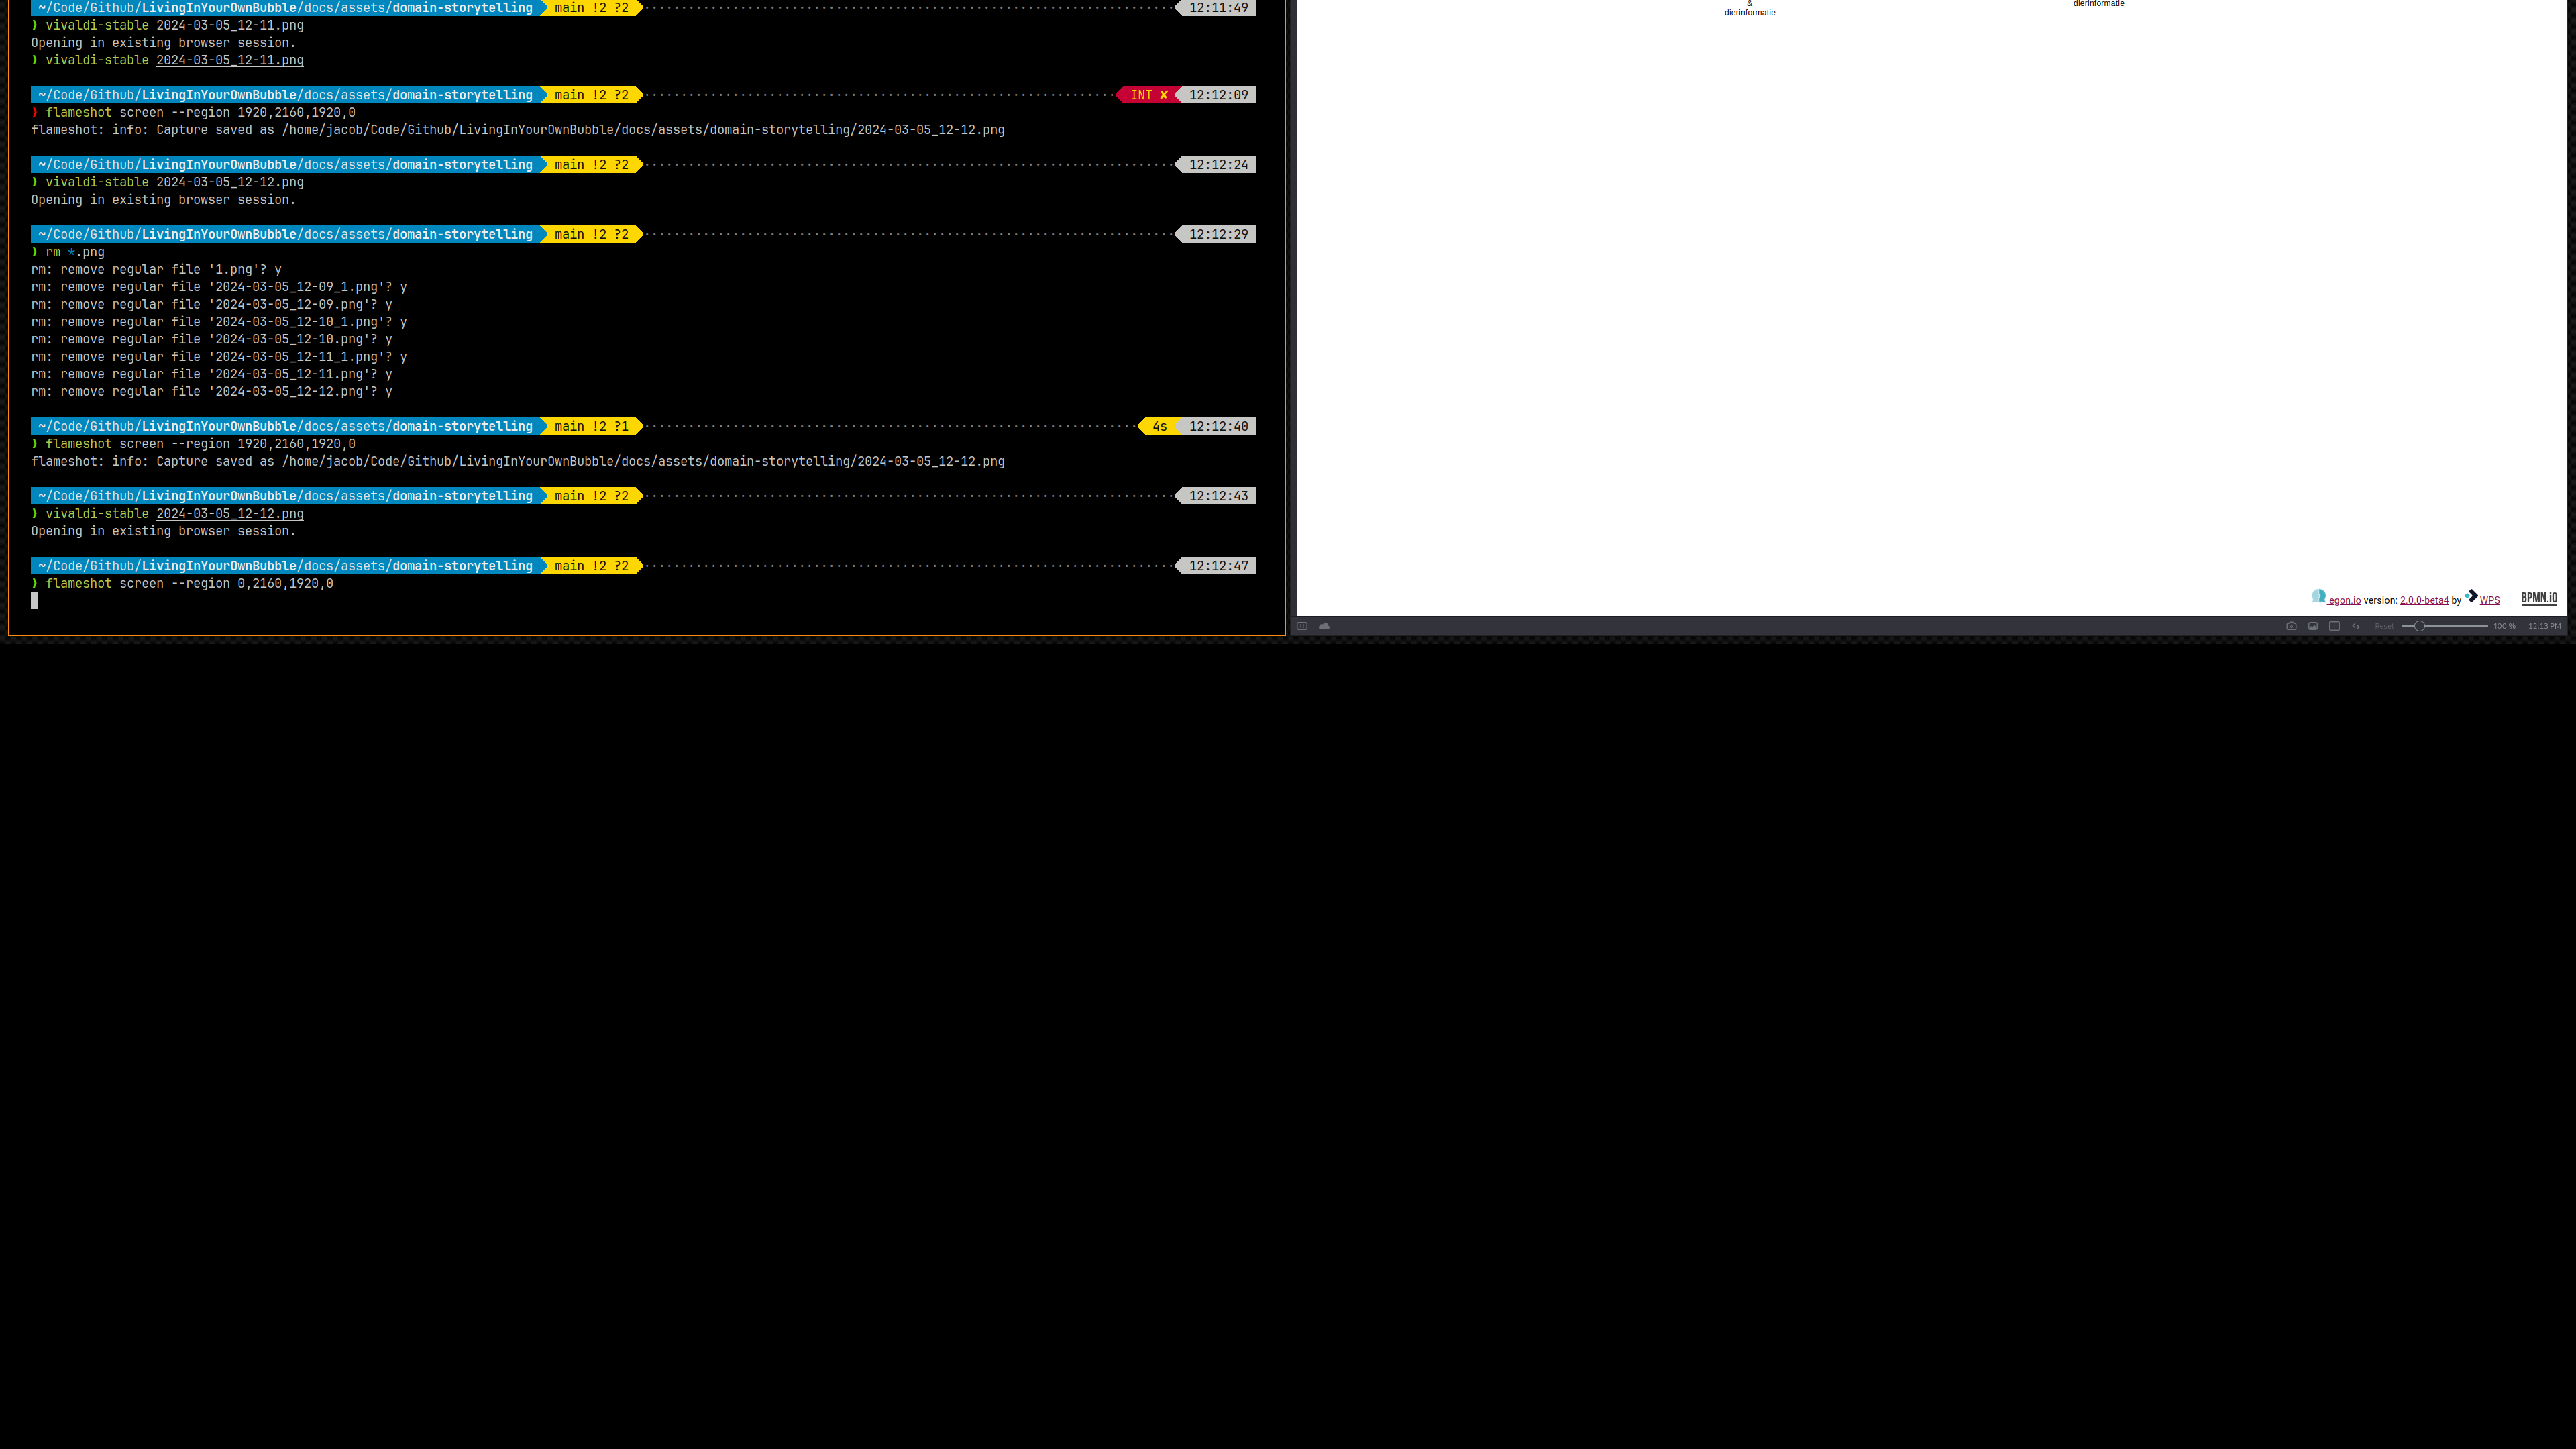 ~/Code/Github/LivingInYourOwnBubble/docs/assets/domain-storytelling main !2 ?2 12:11:49
❯ vivaldi-stable 2024-03-05_12-11.png
Opening in existing browser session.
❯ vivaldi-stable 2024-03-05_12-11.png
~/Code/Github/LivingInYourOwnBubble/docs/assets/domain-storytelling main !2 ?2 INT ✘ 12:12:09
❯ flameshot screen --region 1920,2160,1920,0
flameshot: info: Capture saved as /home/jacob/Code/Github/LivingInYourOwnBubble/docs/assets/domain-storytelling/2024-03-05_12-12.png
~/Code/Github/LivingInYourOwnBubble/docs/assets/domain-storytelling main !2 ?2 12:12:24
❯ vivaldi-stable 2024-03-05_12-12.png
Opening in existing browser session.
~/Code/Github/LivingInYourOwnBubble/docs/assets/domain-storytelling main !2 ?2 12:12:29
❯ rm *.png
rm: remove regular file '1.png'? y
rm: remove regular file '2024-03-05_12-09_1.png'? y
rm: remove regular file '2024-03-05_12-09.png'? y
rm: remove regular file '2024-03-05_12-10_1.png'? y
rm: remove regular file '2024-03-05_12-10.png'? y
rm: remove regular file '2024-03-05_12-11_1.png'? y
rm: remove regular file '2024-03-05_12-11.png'? y
rm: remove regular file '2024-03-05_12-12.png'? y
~/Code/Github/LivingInYourOwnBubble/docs/assets/domain-storytelling main !2 ?1 4s 12:12:40
❯ flameshot screen --region 1920,2160,1920,0
flameshot: info: Capture saved as /home/jacob/Code/Github/LivingInYourOwnBubble/docs/assets/domain-storytelling/2024-03-05_12-12.png
~/Code/Github/LivingInYourOwnBubble/docs/assets/domain-storytelling main !2 ?2 12:12:43
❯ vivaldi-stable 2024-03-05_12-12.png
Opening in existing browser session.
~/Code/Github/LivingInYourOwnBubble/docs/assets/domain-storytelling main !2 ?2 12:12:47
❯ flameshot screen --region 0,2160,1920,0
&
dierinformatie
dierinformatie
egon.io version: 2.0.0-beta4 by WPS
BPMN.iO
Reset 100 % 12:13 PM